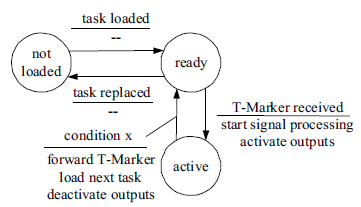 task loaded
--
not
loaded
ready
task replaced
--
T-Marker received
start signal processing
activate outputs
condition x
forward T-Marker
load next task
deactivate outputs
active